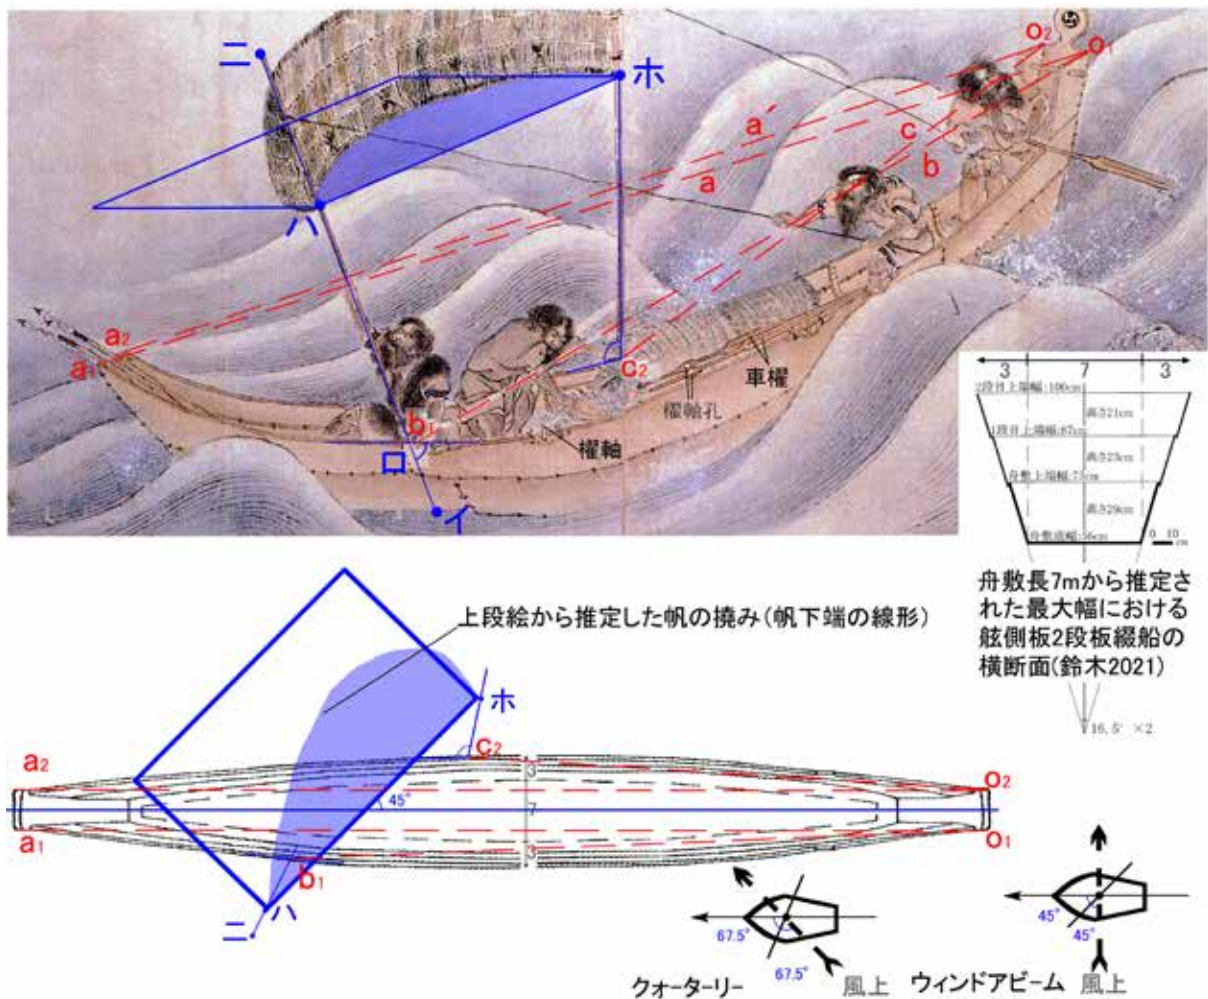 ニ
ホ
O₂
O₁
a′
c
a
b
ハ
a₂
a₁
c₂
車櫂
櫂軸孔
b₁
櫂軸
ロ
イ
3 7 3
2段目上端幅:100cm
高さ21cm
1段目上端幅:87cm
高さ23cm
舟敷上端幅:73cm
高さ29cm
舟敷底幅:56cm
0 10
cm
舟敷長7mから推定さ
れた最大幅における
舷側板2段板綴船の
横断面(鈴木2021)
16.5° ×2
上段絵から推定した帆の撓み(帆下端の線形)
ホ
c₂
a₂
3
O₂
45°
7
a₁
3
O₁
b₁
ハ
ニ
67.5°
67.5°
クォーターリー
風上
45°
45°
ウィンドアビーム
風上